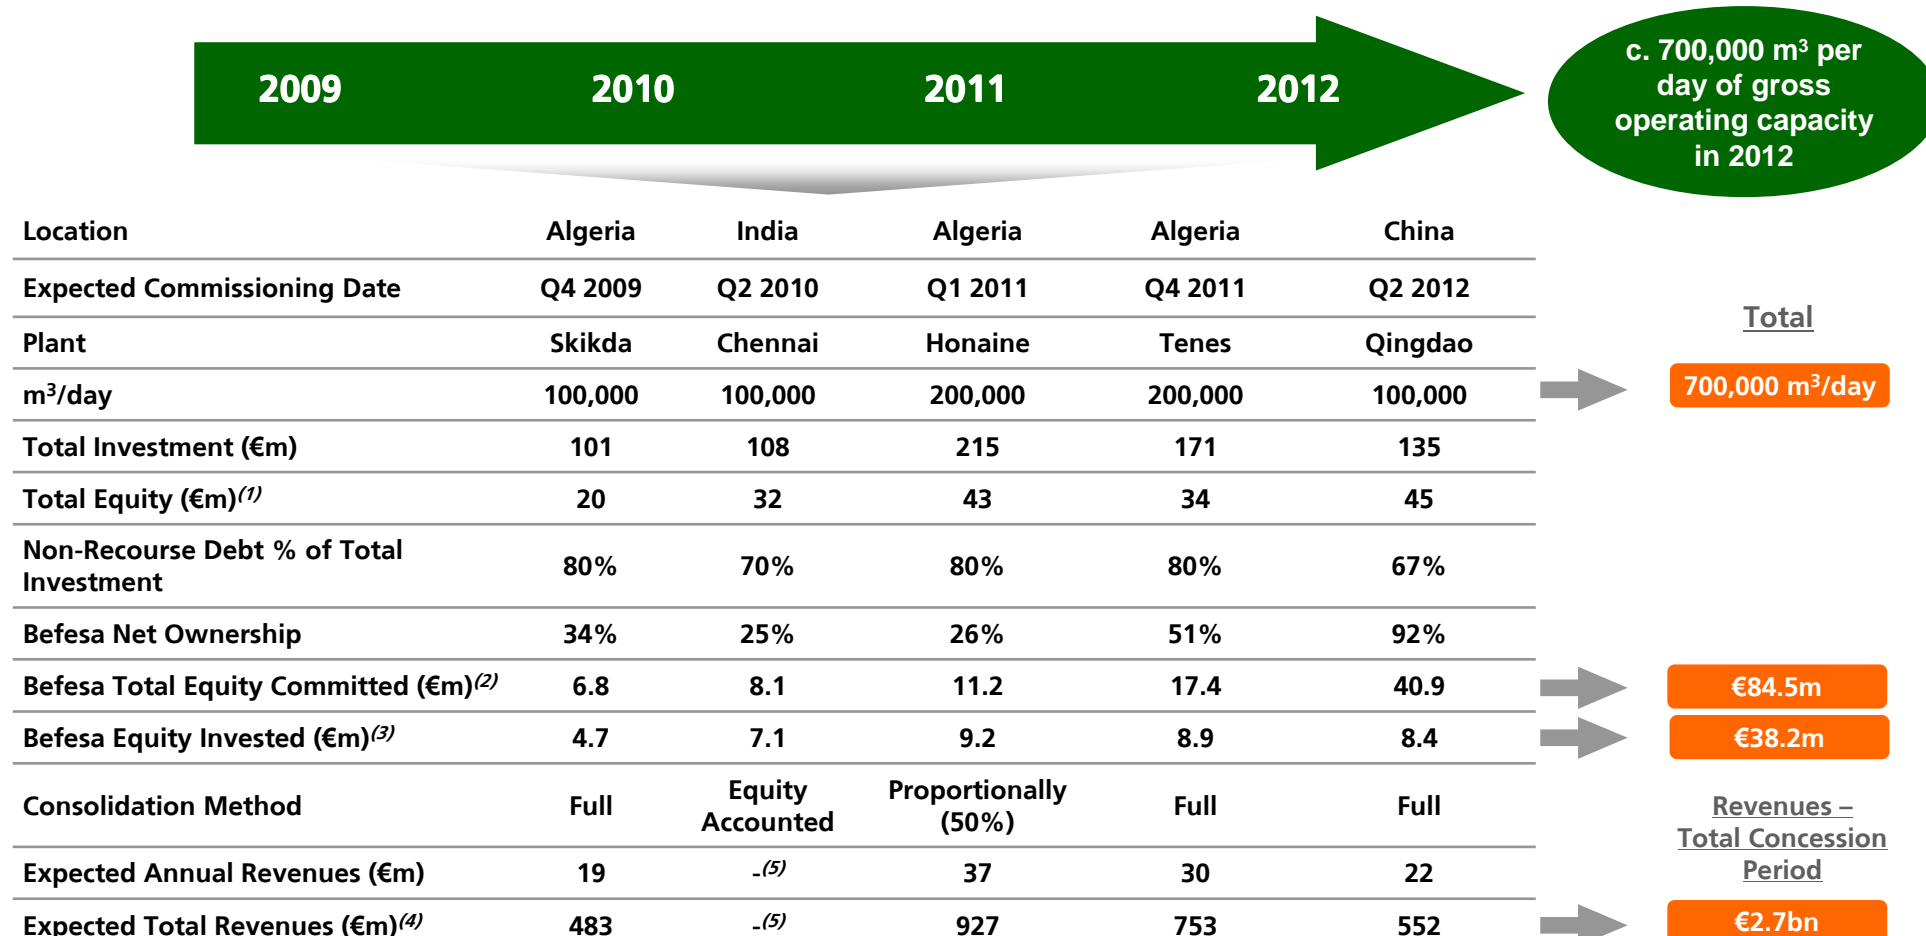 2009 2010 2011 2012
c. 700,000 m³ per
day of gross
operating capacity
in 2012
Location Algeria India Algeria Algeria China
Expected Commissioning Date Q4 2009 Q2 2010 Q1 2011 Q4 2011 Q2 2012
Total
Plant Skikda Chennai Honaine Tenes Qingdao
m³/day 100,000 100,000 200,000 200,000 100,000 700,000 m³/day
Total Investment (€m) 101 108 215 171 135
Total Equity (€m)(1) 20 32 43 34 45
Non-Recourse Debt % of Total
Investment 80% 70% 80% 80% 67%
Befesa Net Ownership 34% 25% 26% 51% 92%
Befesa Total Equity Committed (€m)(2) 6.8 8.1 11.2 17.4 40.9 €84.5m
Befesa Equity Invested (€m)(3) 4.7 7.1 9.2 8.9 8.4 €38.2m
Consolidation Method Full Equity
Accounted Proportionally
(50%) Full Full
Revenues –
Total Concession
Period
Expected Annual Revenues (€m) 19 -(5) 37 30 22
Expected Total Revenues (€m)(4) 483 -(5) 927 753 552 €2.7bn